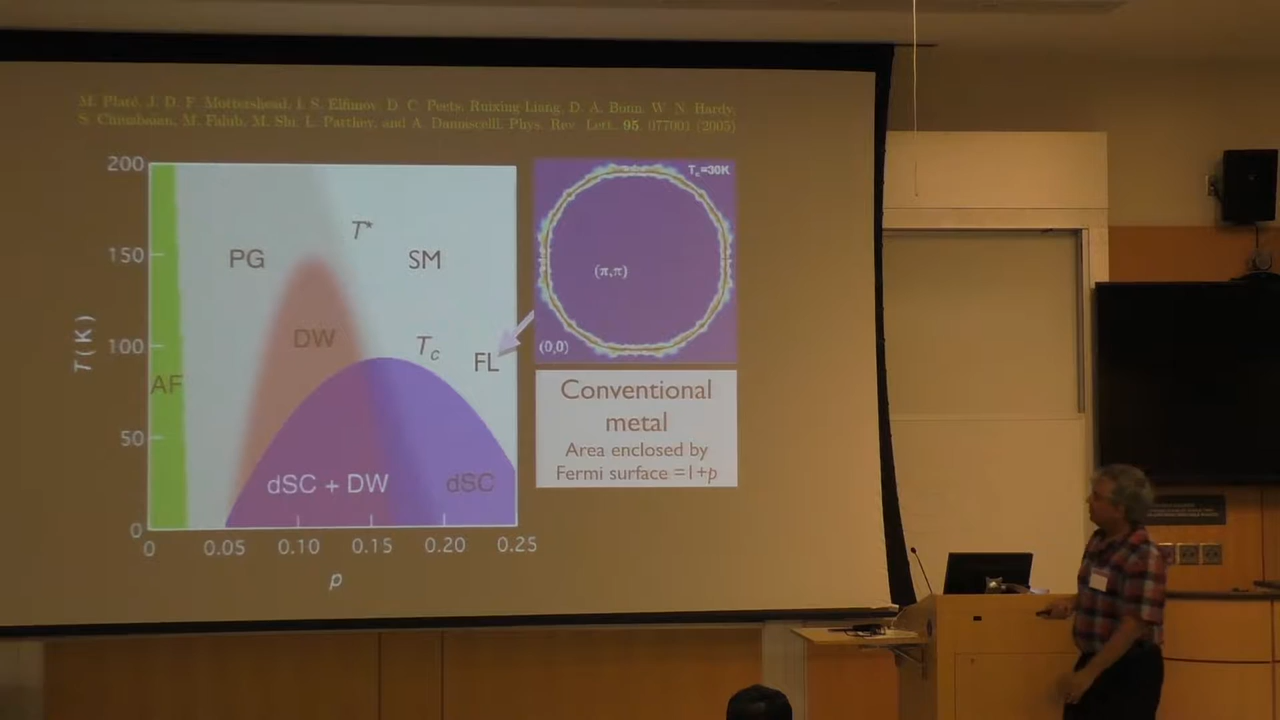 M. Platé, J. D. F. Mottershead, I. S. Elfimov, D. C. Peets, Ruixing Liang, D. A. Bonn, W. N. Hardy,
S. Chiuzbaian, M. Falub, M. Shi, L. Patthey, and A. Damascelli, Phys. Rev. Lett. 95, 077001 (2005)
200
150
100
50
0
T(K)
AF
PG
DW
T*
SM
Tc
FL
dSC + DW
dSC
0 0.05 0.10 0.15 0.20 0.25
p
Tc=30K
(π,π)
(0,0)
Conventional
metal
Area enclosed by
Fermi surface =1+p